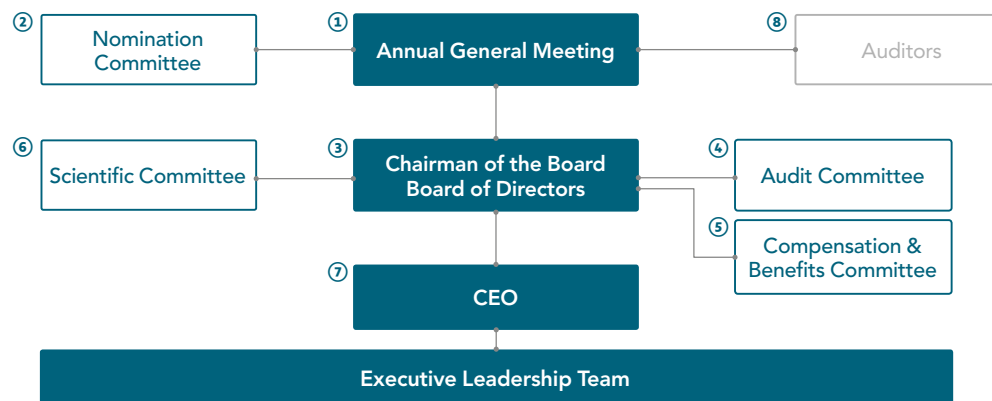 ②
Nomination
Committee
①
Annual General Meeting
⑧
Auditors
⑥
Scientific Committee
③
Chairman of the Board
Board of Directors
④
Audit Committee
⑤
Compensation &
Benefits Committee
⑦
CEO
Executive Leadership Team